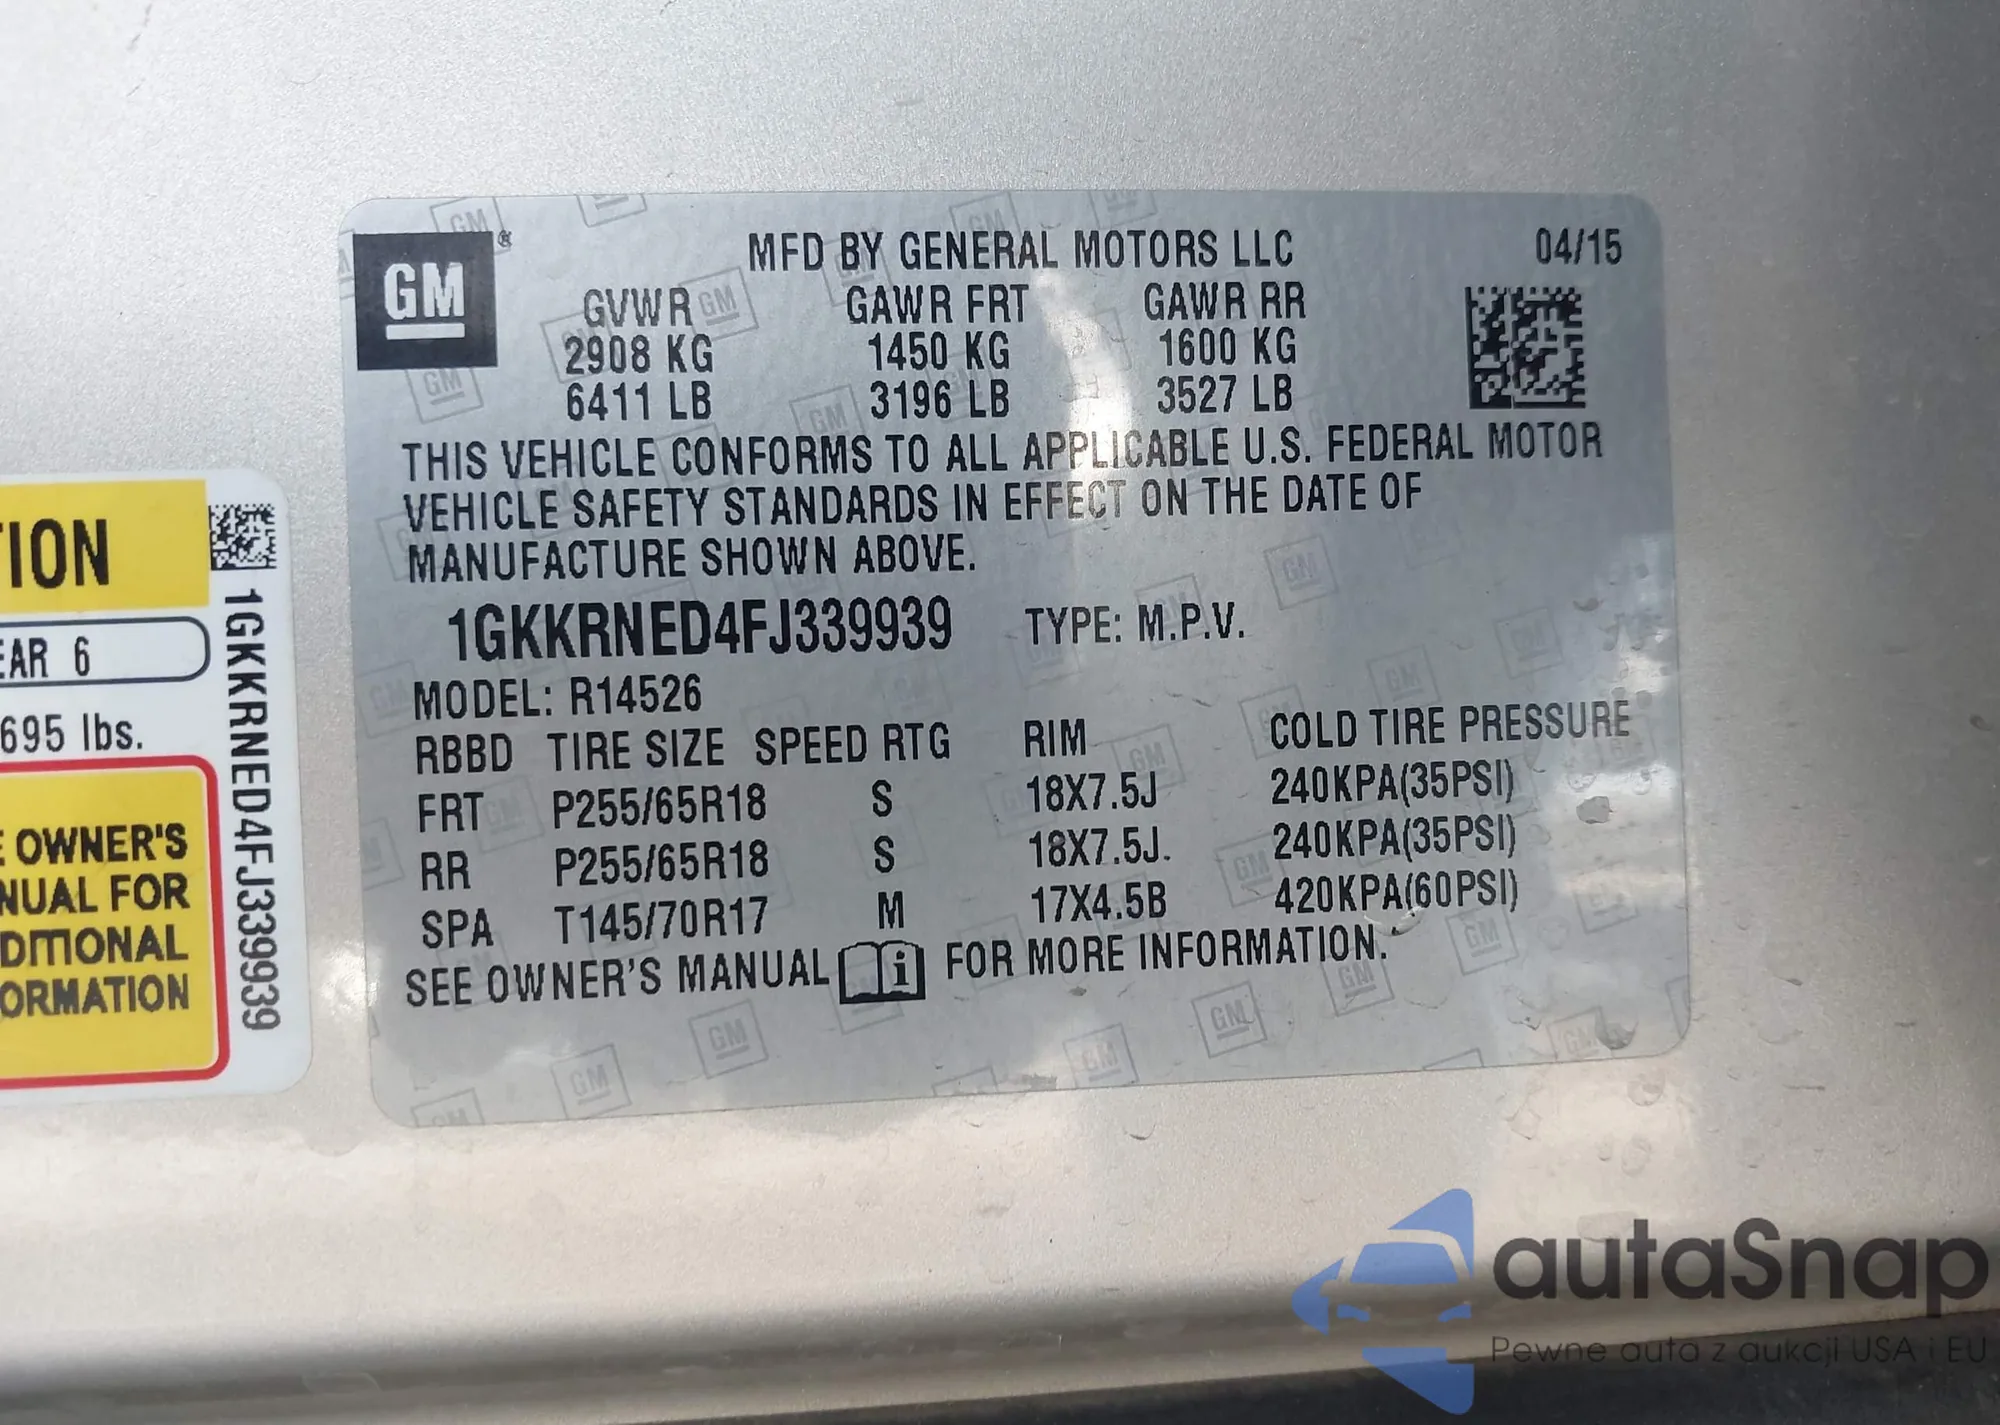 GM ®
MFD BY GENERAL MOTORS LLC 04/15
GVWR GAWR FRT GAWR RR
2908 KG 1450 KG 1600 KG
6411 LB 3196 LB 3527 LB
THIS VEHICLE CONFORMS TO ALL APPLICABLE U.S. FEDERAL MOTOR
VEHICLE SAFETY STANDARDS IN EFFECT ON THE DATE OF
MANUFACTURE SHOWN ABOVE.
1GKKRNED4FJ339939 TYPE: M.P.V.
MODEL: R14526
RBBD TIRE SIZE SPEED RTG RIM COLD TIRE PRESSURE
FRT P255/65R18 S 18X7.5J 240KPA(35PSI)
RR P255/65R18 S 18X7.5J. 240KPA(35PSI)
SPA T145/70R17 M 17X4.5B 420KPA(60PSI)
SEE OWNER'S MANUAL i FOR MORE INFORMATION.
TION
EAR 6
695 lbs.
E OWNER'S
NUAL FOR
DITIONAL
ORMATION
1GKKRNED4FJ339939
autaSnap
Pewne auta z aukcji USA i EU